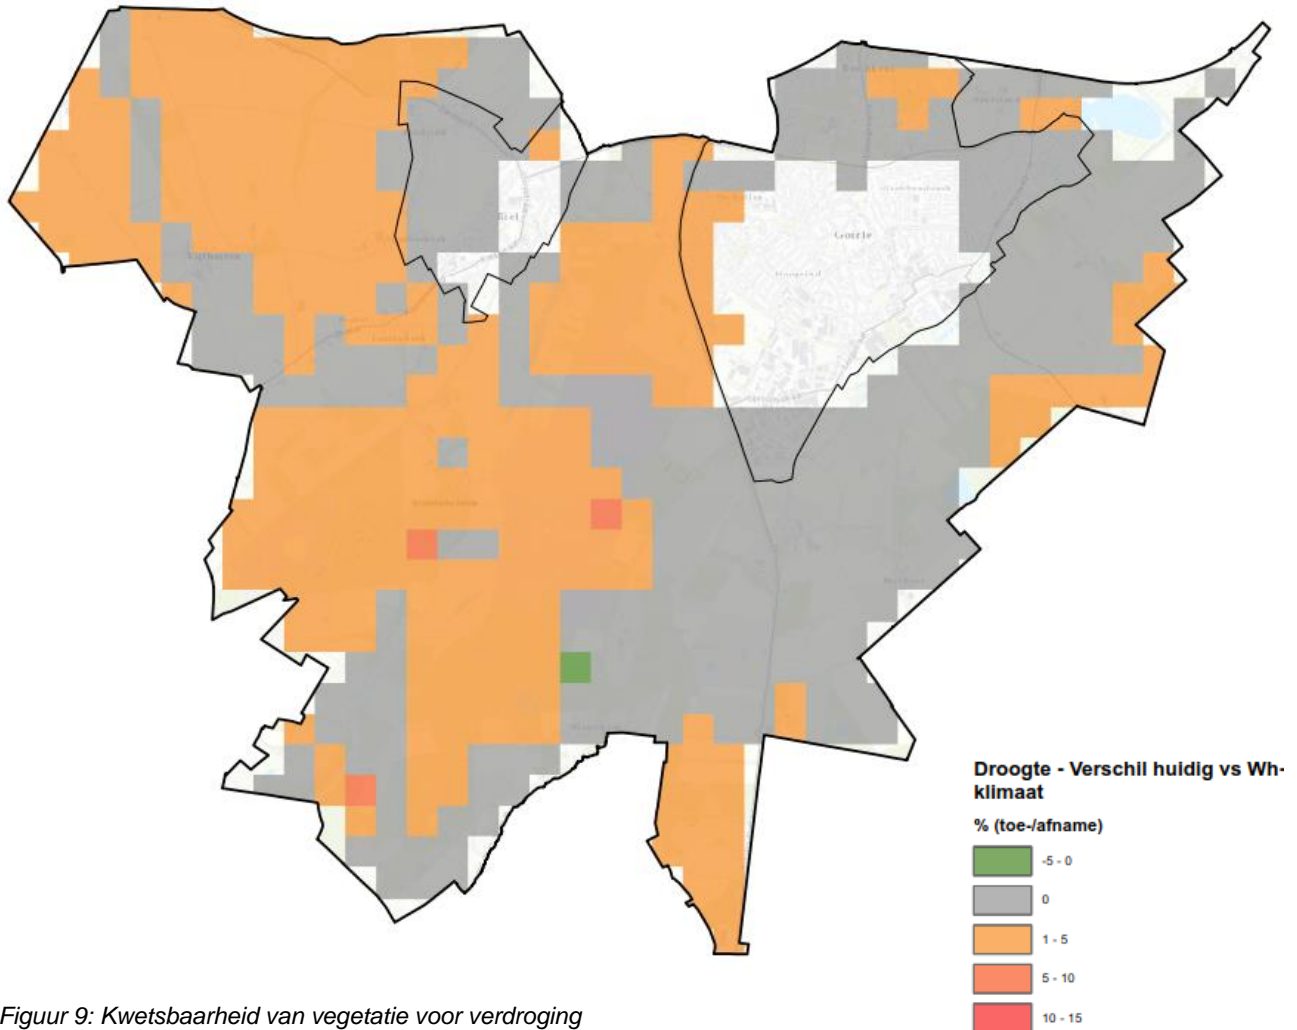 Riel
Goirle
Droogte - Verschil huidig vs Wh-
klimaat
% (toe-/afname)
-5 - 0
0
1 - 5
5 - 10
10 - 15
Figuur 9: Kwetsbaarheid van vegetatie voor verdroging